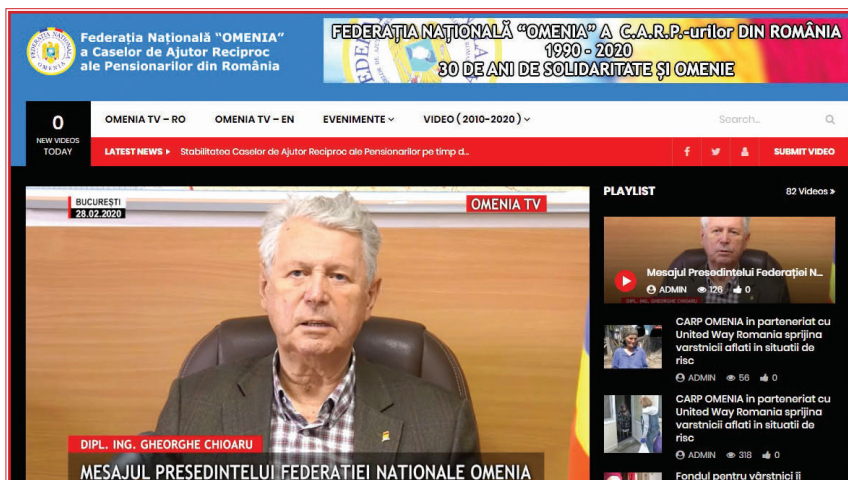 Federația Națională "OMENIA"
a Caselor de Ajutor Reciproc
ale Pensionarilor din România
FEDERAȚIA NAȚIONALĂ "OMENIA" A C.A.R.P.-urilor DIN ROMÂNIA
1990 - 2020
30 DE ANI DE SOLIDARITATE ȘI OMENIE
0
NEW VIDEOS
TODAY
OMENIA TV – RO
OMENIA TV – EN
EVENIMENTE
VIDEO ( 2010-2020 )
Search...
LATEST NEWS
Stabilitatea Caselor de Ajutor Reciproc ale Pensionarilor pe timp d...
SUBMIT VIDEO
BUCUREȘTI
28.02.2020
OMENIA TV
DIPL. ING. GHEORGHE CHIOARU
MESAJUL PRESEDINTELUI FEDERATIEI NATIONALE OMENIA
PLAYLIST
82 Videos »
Mesajul Presedintelui Federației N...
ADMIN 126 0
DIPL. ING. GHEORGHE CHIOARU
CARP OMENIA in parteneriat cu
United Way Romania sprijina
varstnicii aflati in situatii de
risc
ADMIN 56 0
CARP OMENIA in parteneriat cu
United Way Romania sprijina
varstnicii aflati in situatii de
risc
ADMIN 318 0
Fondul pentru vârstnici îi